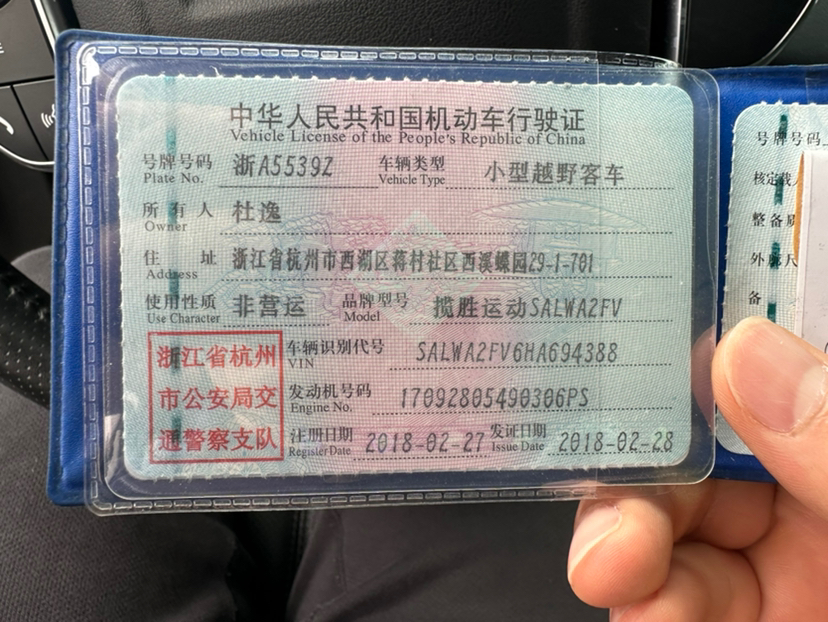 中华人民共和国机动车行驶证
Vehicle License of the People's Republic of China
号牌号码 浙A5539Z 车辆类型 小型越野客车
Plate No. Vehicle Type
所有人 杜逸
Owner
住址 浙江省杭州市西湖区蒋村社区西溪蝶园29-1-701
Address
使用性质 非营运 品牌型号 揽胜运动SALWA2FV
Use Character Model
浙江省杭州
市公安局交
通警察支队
车辆识别代号 SALWA2FV6HA694388
VIN
发动机号码 17092805490306PS
Engine No.
注册日期 2018-02-27 发证日期 2018-02-28
Register Date Issue Date
号牌号码
核定载
整备质
外廓尺
备